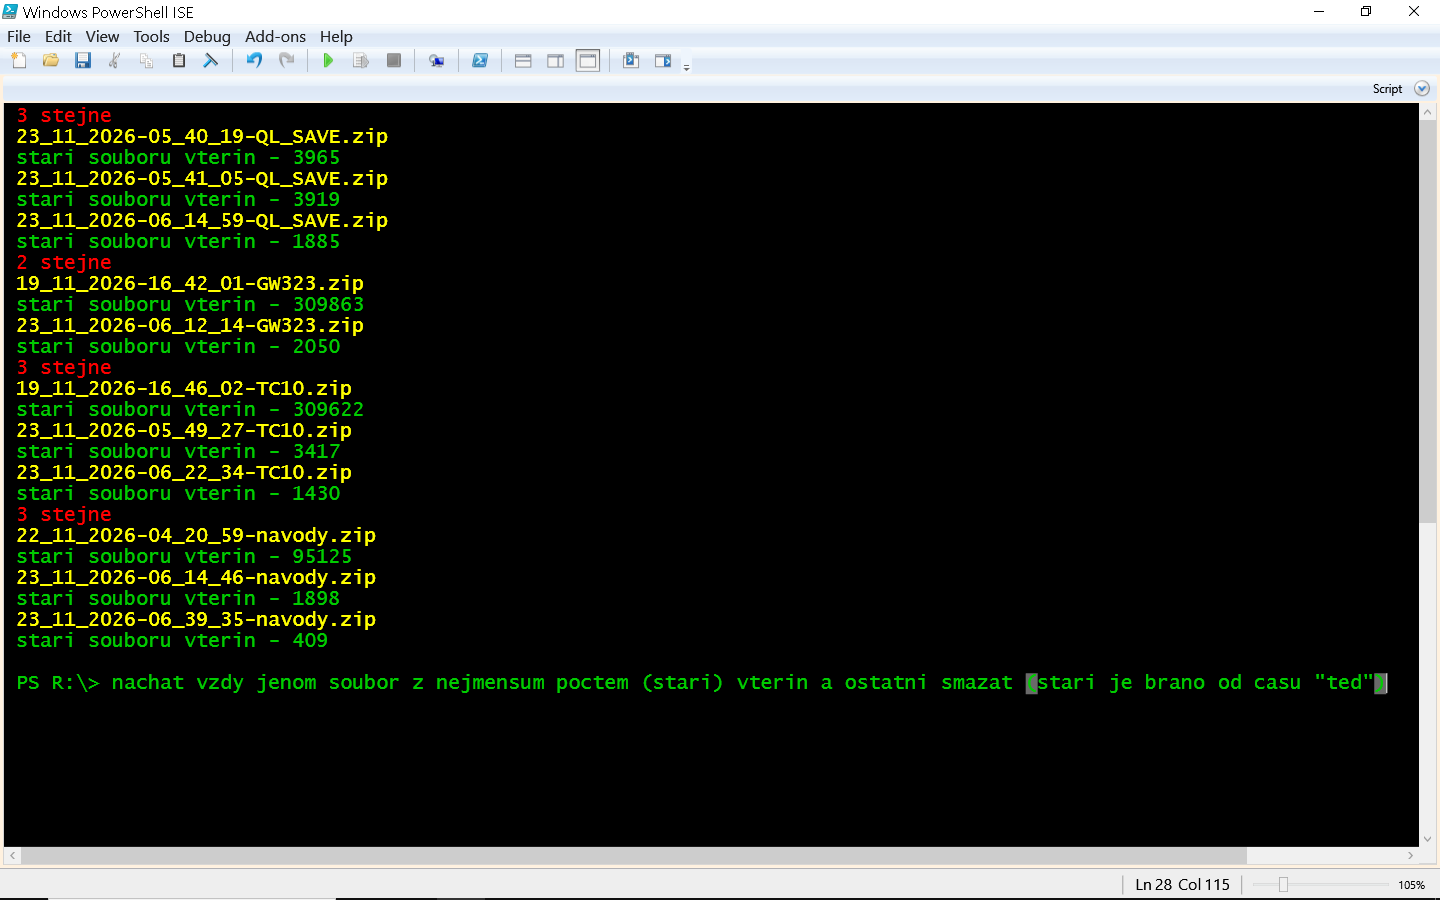 Windows PowerShell ISE
File Edit View Tools Debug Add-ons Help
Script
3 stejne
23_11_2026-05_40_19-QL_SAVE.zip
stari souboru vterin - 3965
23_11_2026-05_41_05-QL_SAVE.zip
stari souboru vterin - 3919
23_11_2026-06_14_59-QL_SAVE.zip
stari souboru vterin - 1885
2 stejne
19_11_2026-16_42_01-GW323.zip
stari souboru vterin - 309863
23_11_2026-06_12_14-GW323.zip
stari souboru vterin - 2050
3 stejne
19_11_2026-16_46_02-TC10.zip
stari souboru vterin - 309622
23_11_2026-05_49_27-TC10.zip
stari souboru vterin - 3417
23_11_2026-06_22_34-TC10.zip
stari souboru vterin - 1430
3 stejne
22_11_2026-04_20_59-navody.zip
stari souboru vterin - 95125
23_11_2026-06_14_46-navody.zip
stari souboru vterin - 1898
23_11_2026-06_39_35-navody.zip
stari souboru vterin - 409
PS R:\> nachat vzdy jenom soubor z nejmensum poctem (stari) vterin a ostatni smazat (stari je brano od casu "ted")
Ln 28 Col 115
105%